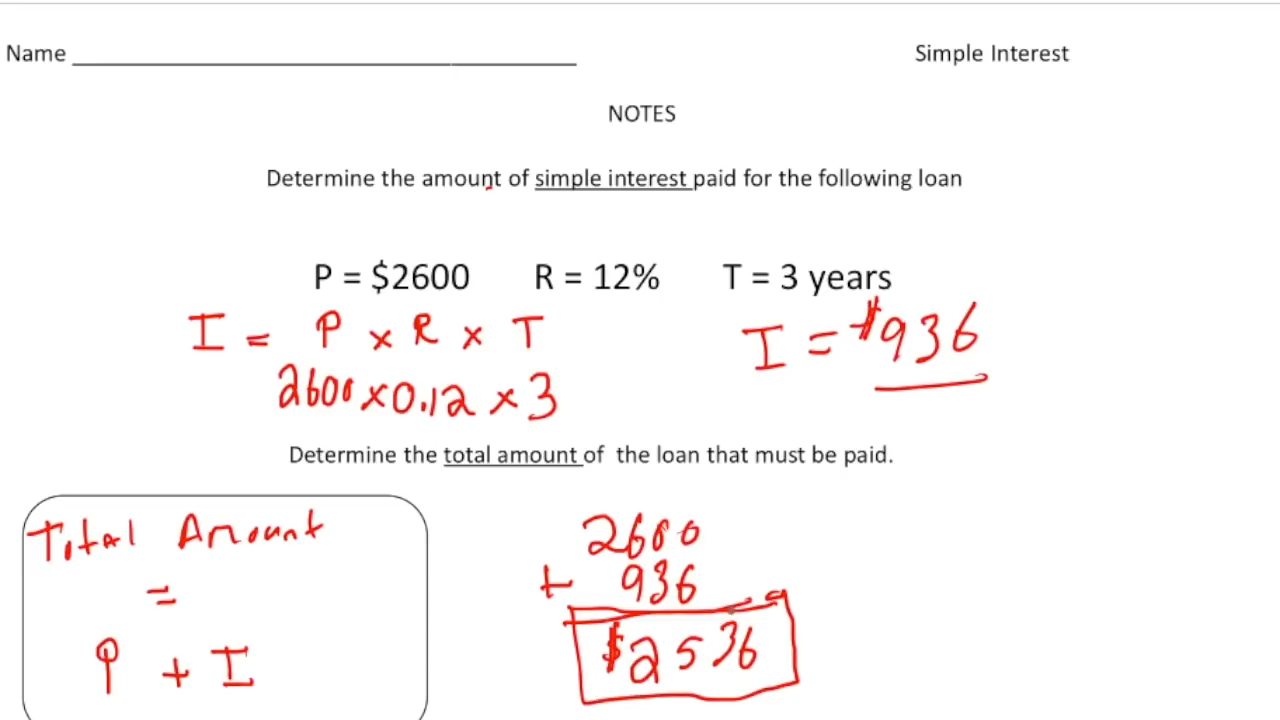 Name ____________________ Simple Interest
NOTES
Determine the amount of simple interest paid for the following loan
P = $2600 R = 12% T = 3 years
I = P × R × T I = $936
2600 × 0.12 × 3
Determine the total amount of the loan that must be paid.
Total Amount
=
P + I
2600
+ 936
$2536